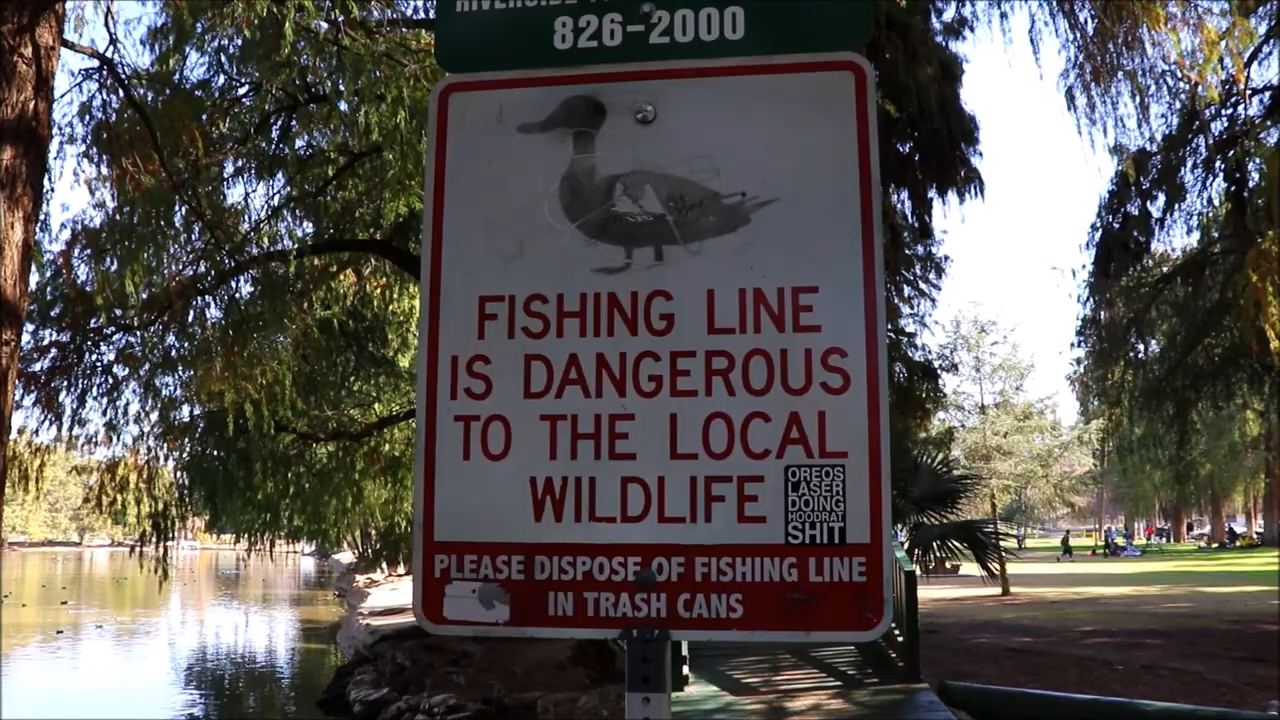 RIVERSIDE
826-2000
FISHING LINE
IS DANGEROUS
TO THE LOCAL
WILDLIFE
OREOS
LASER
DOING
HOODRAT
SHIT
PLEASE DISPOSE OF FISHING LINE
IN TRASH CANS